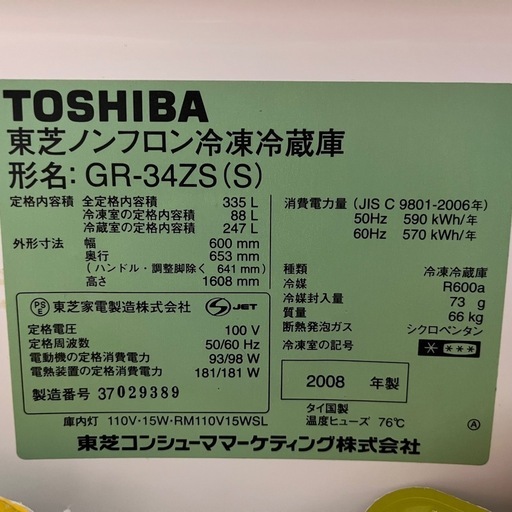 TOSHIBA
東芝ノンフロン冷凍冷蔵庫
形名: GR-34ZS(S)
定格内容積 全定格内容積 335 L
冷凍室の定格内容積 88 L
冷蔵室の定格内容積 247 L
外形寸法 幅 600 mm
奥行 653 mm
(ハンドル・調整脚除く 641 mm)
高さ 1608 mm
PS E 東芝家電製造株式会社 S JET
定格電圧 100 V
定格周波数 50/60 Hz
電動機の定格消費電力 93/98 W
電熱装置の定格消費電力 181/181 W
製造番号 37029389
消費電力量 (JIS C 9801-2006年)
50Hz 590 kWh/年
60Hz 570 kWh/年
種類 冷凍冷蔵庫
冷媒 R600a
冷媒封入量 73 g
質量 66 kg
断熱発泡ガス シクロペンタン
冷凍室の記号
2008 年製
タイ国製
温度ヒューズ 76℃
A
庫内灯 110V・15W・RM110V15WSL
東芝コンシューママーケティング株式会社